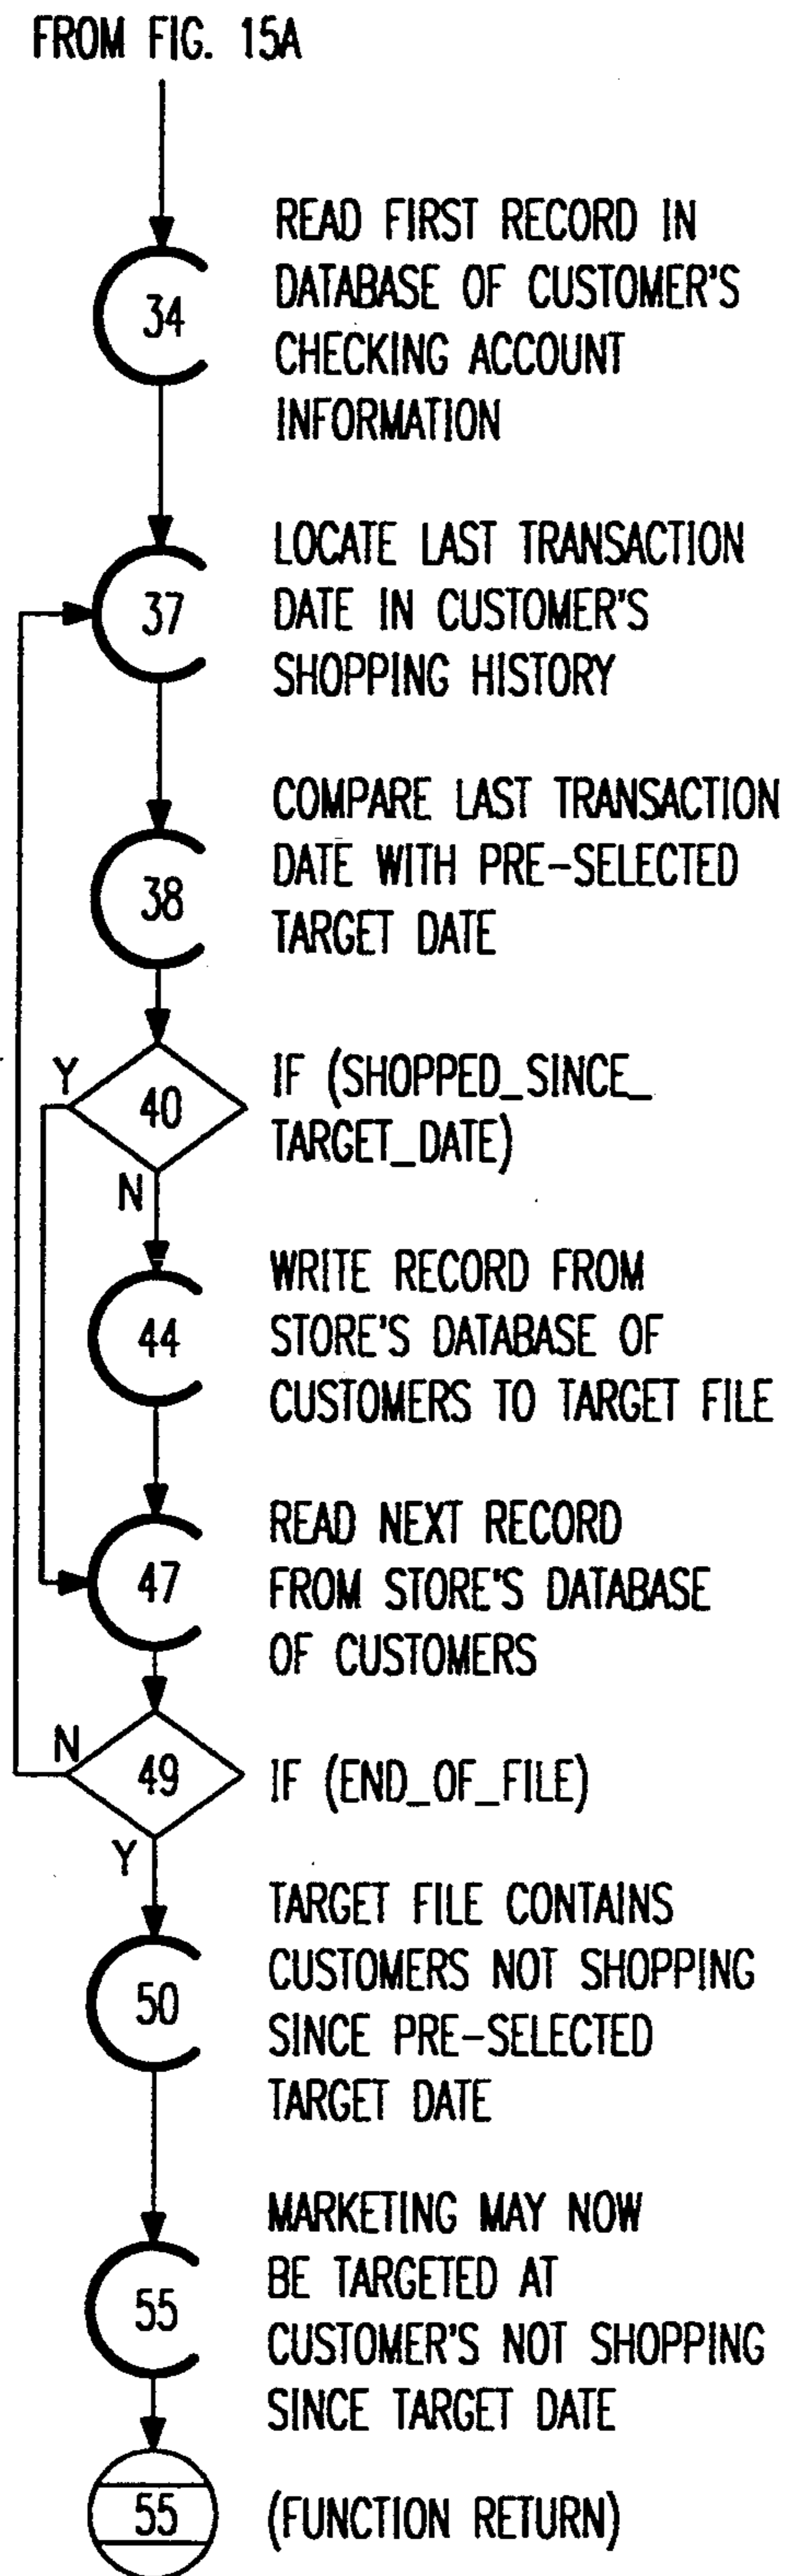 FROM FIG. 15A
34
READ FIRST RECORD IN
DATABASE OF CUSTOMER'S
CHECKING ACCOUNT
INFORMATION
37
LOCATE LAST TRANSACTION
DATE IN CUSTOMER'S
SHOPPING HISTORY
38
COMPARE LAST TRANSACTION
DATE WITH PRE-SELECTED
TARGET DATE
Y
40
N
IF (SHOPPED_SINCE_
TARGET_DATE)
44
WRITE RECORD FROM
STORE'S DATABASE OF
CUSTOMERS TO TARGET FILE
47
READ NEXT RECORD
FROM STORE'S DATABASE
OF CUSTOMERS
N
49
Y
IF (END_OF_FILE)
50
TARGET FILE CONTAINS
CUSTOMERS NOT SHOPPING
SINCE PRE-SELECTED
TARGET DATE
55
MARKETING MAY NOW
BE TARGETED AT
CUSTOMER'S NOT SHOPPING
SINCE TARGET DATE
55
(FUNCTION RETURN)